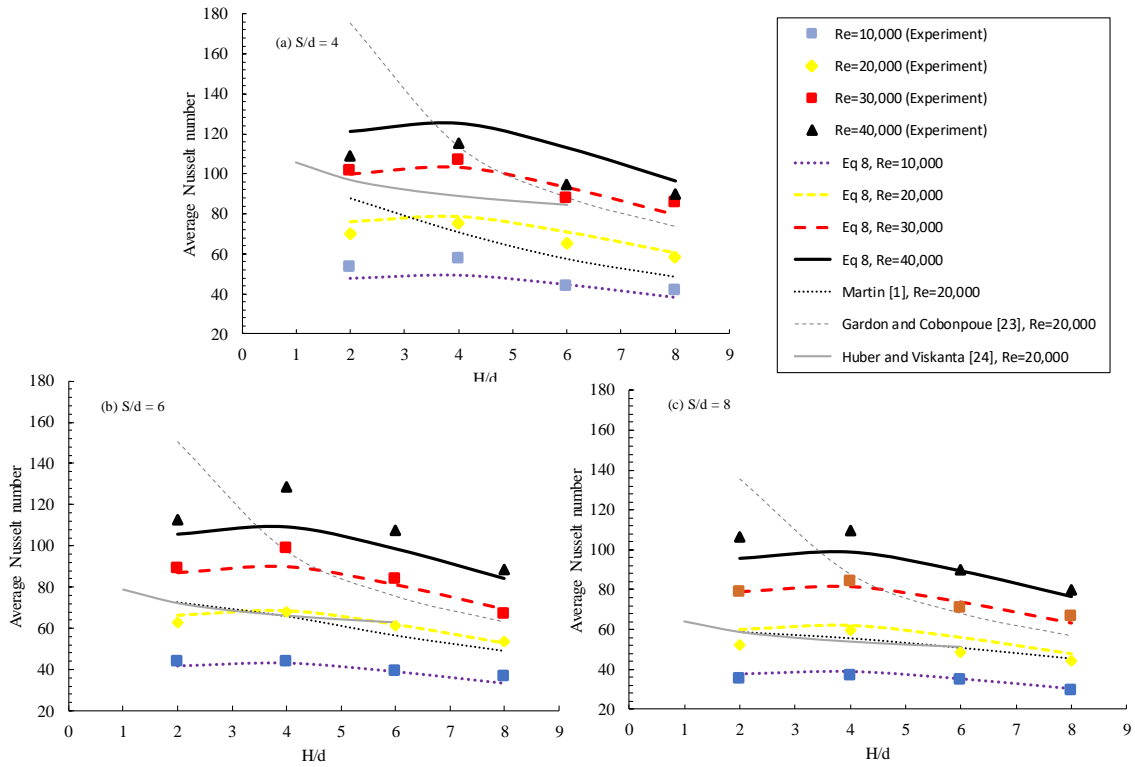 180
160
140
120
100
80
60
40
20
0
1
2
3
4
5
6
7
8
9
Average Nusselt number
H/d
(a) S/d = 4
Re=10,000 (Experiment)
Re=20,000 (Experiment)
Re=30,000 (Experiment)
Re=40,000 (Experiment)
Eq 8, Re=10,000
Eq 8, Re=20,000
Eq 8, Re=30,000
Eq 8, Re=40,000
Martin [1], Re=20,000
Gardon and Cobonpoue [23], Re=20,000
Huber and Viskanta [24], Re=20,000
180
160
140
120
100
80
60
40
20
0
1
2
3
4
5
6
7
8
9
Average Nusselt number
H/d
(b) S/d = 6
180
160
140
120
100
80
60
40
20
0
1
2
3
4
5
6
7
8
9
Average Nusselt number
H/d
(c) S/d = 8